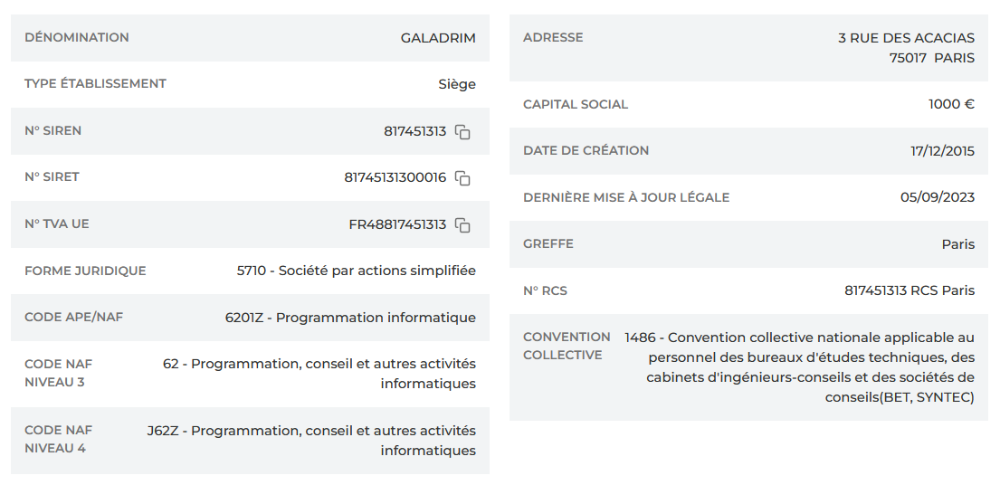 DÉNOMINATION GALADRIM
TYPE ÉTABLISSEMENT Siège
N° SIREN 817451313
N° SIRET 81745131300016
N° TVA UE FR48817451313
FORME JURIDIQUE 5710 - Société par actions simplifiée
CODE APE/NAF 6201Z - Programmation informatique
CODE NAF 62 - Programmation, conseil et autres activités
NIVEAU 3 informatiques
CODE NAF J62Z - Programmation, conseil et autres activités
NIVEAU 4 informatiques
ADRESSE 3 RUE DES ACACIAS
75017 PARIS
CAPITAL SOCIAL 1000 €
DATE DE CRÉATION 17/12/2015
DERNIÈRE MISE À JOUR LÉGALE 05/09/2023
GREFFE Paris
N° RCS 817451313 RCS Paris
CONVENTION 1486 - Convention collective nationale applicable au
COLLECTIVE personnel des bureaux d'études techniques, des
cabinets d'ingénieurs-conseils et des sociétés de
conseils(BET, SYNTEC)